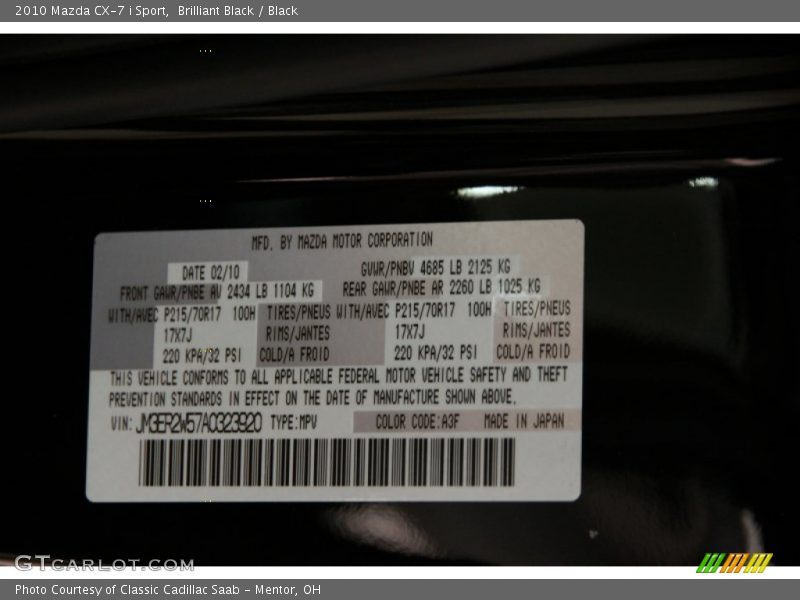 2010 Mazda CX-7 i Sport,  Brilliant Black / Black
MFD. BY MAZDA MOTOR CORPORATION
DATE 02/10 GVWR/PNBV 4685 LB 2125 KG
FRONT GAWR/PNBE AV 2434 LB 1104 KG REAR GAWR/PNBE AR 2260 LB 1025 KG
WITH/AVEC P215/70R17 100H TIRES/PNEUS WITH/AVEC P215/70R17 100H TIRES/PNEUS
17X7J RIMS/JANTES 17X7J RIMS/JANTES
220 KPA/32 PSI COLD/A FROID 220 KPA/32 PSI COLD/A FROID
THIS VEHICLE CONFORMS TO ALL APPLICABLE FEDERAL MOTOR VEHICLE SAFETY AND THEFT
PREVENTION STANDARDS IN EFFECT ON THE DATE OF MANUFACTURE SHOWN ABOVE.
VIN: JM3ER2W57A0323920 TYPE:MPV COLOR CODE:A3F MADE IN JAPAN
GTcarlot.com
Photo Courtesy of Classic Cadillac Saab - Mentor, OH